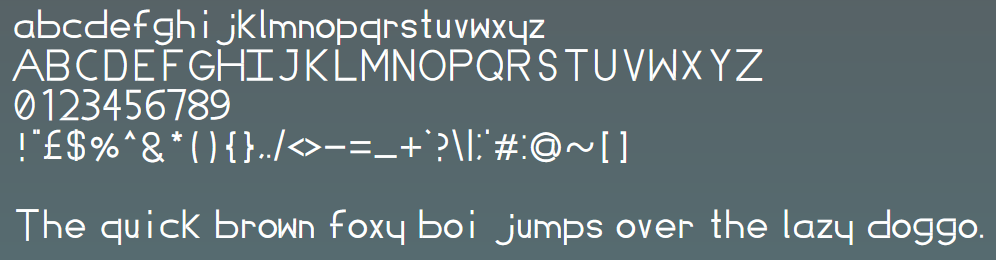 abcdefghijklmnopqrstuvwxyz
ABCDEFGHIJKLMNOPQRSTUVWXYZ
0123456789
!"£$%^&*(){},./<>-=_+`?\|;'#:@~[]
The quick brown foxy boi jumps over the lazy doggo.